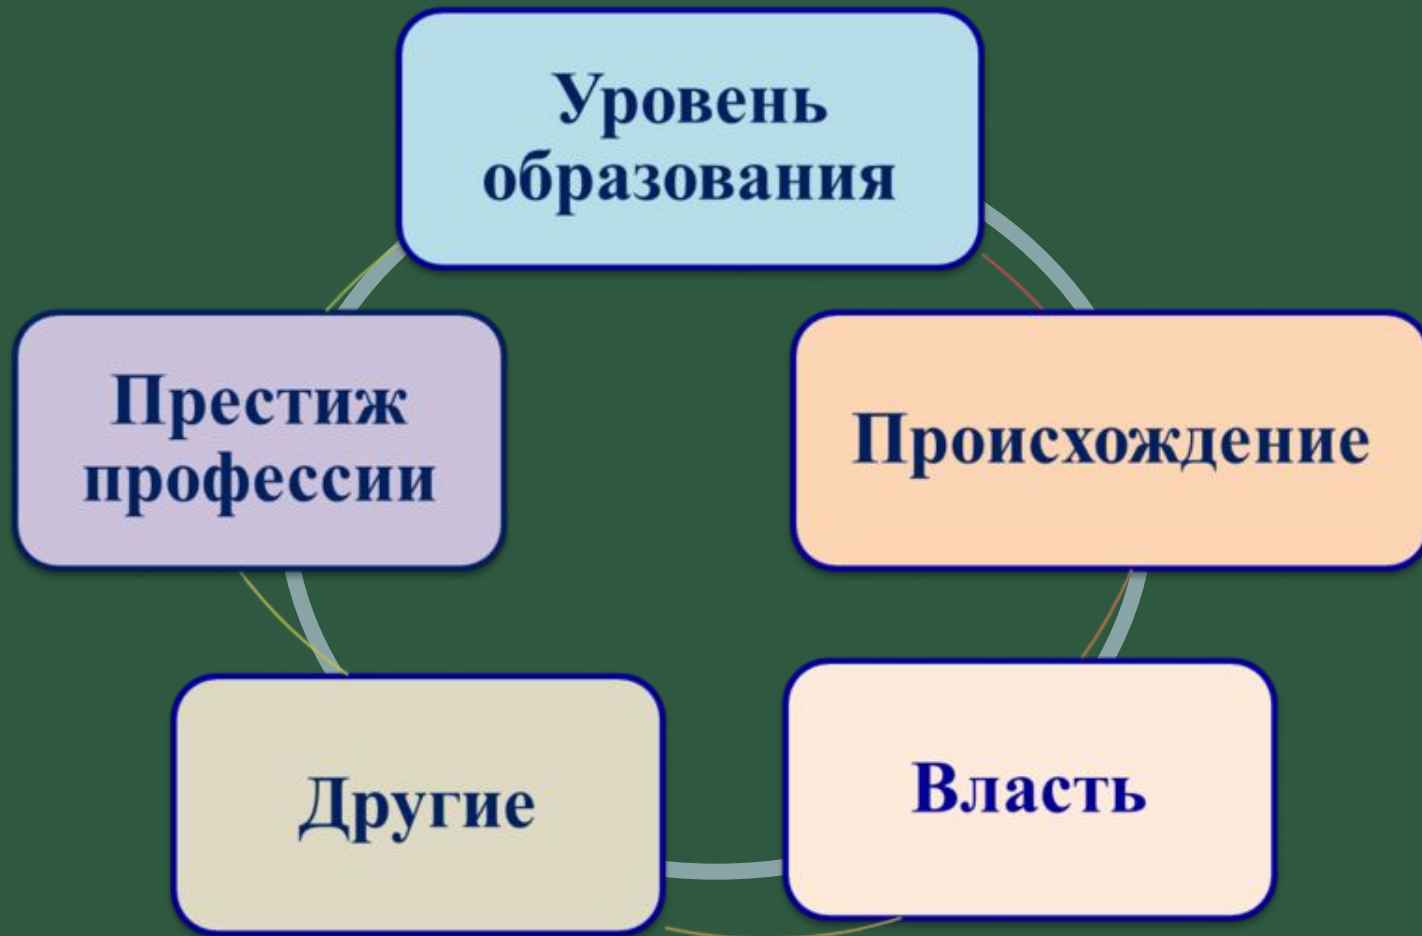 Уровень
образования
Престиж
профессии
Происхождение
Другие
Власть